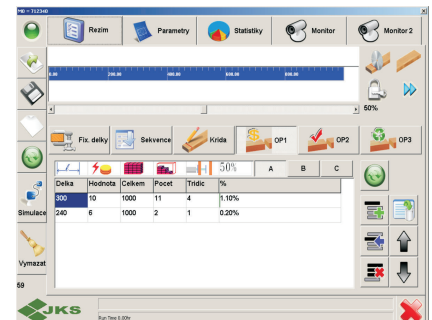 M0 = 712340
Rezim Parametry Statistiky Monitor Monitor 2
0.00 200.00 400.00 600.00 800.00
50%
Fix. delky Sekvence Krida OP1 OP2 OP3
50% A B C
Delka Hodnota Celkem Pocet Tridic %
300 10 1000 11 4 1.10%
240 6 1000 2 1 0.20%
Simulace
Vymazat
59
JKS
Run Time 0.00hr